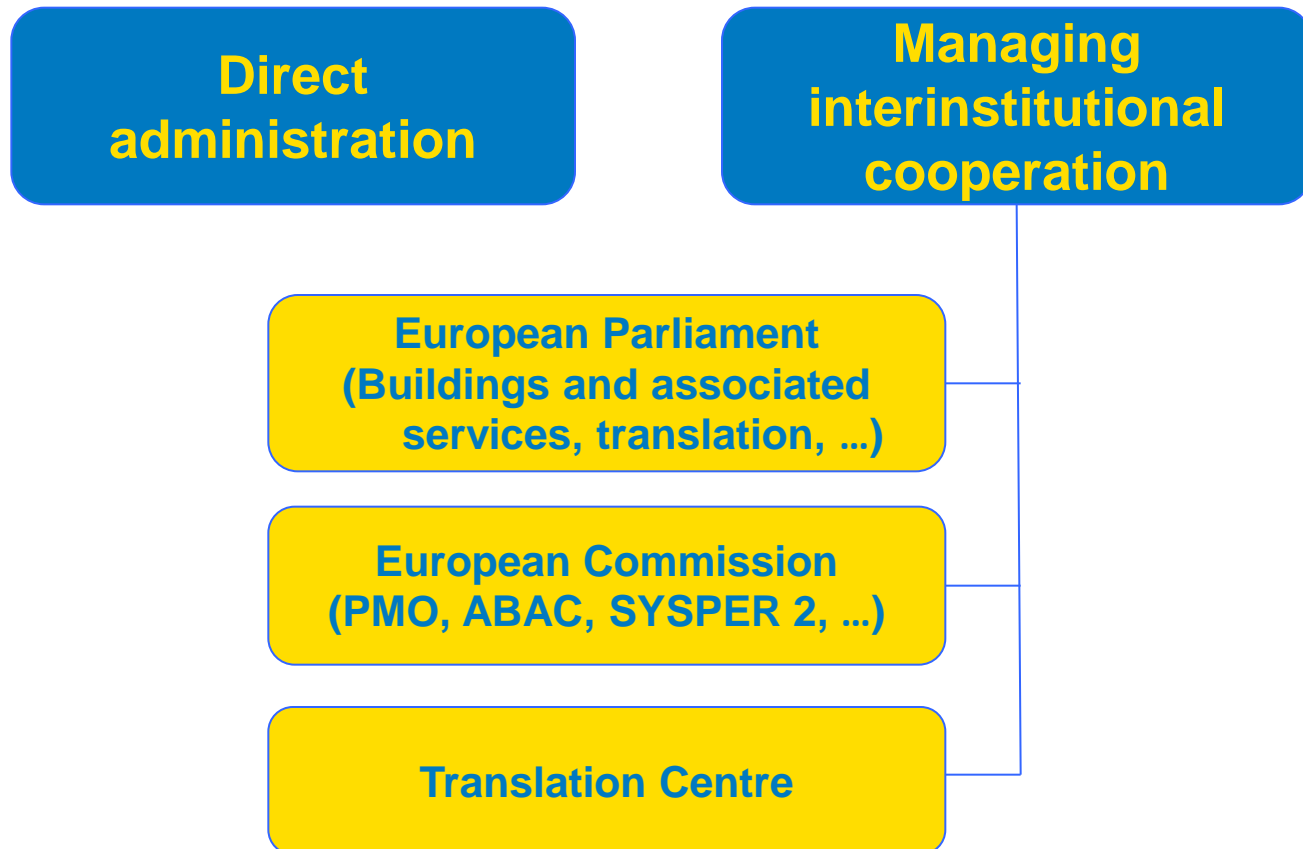 Direct
administration
Managing
interinstitutional
cooperation
European Parliament
(Buildings and associated
services, translation, …)
European Commission
(PMO, ABAC, SYSPER 2, …)
Translation Centre